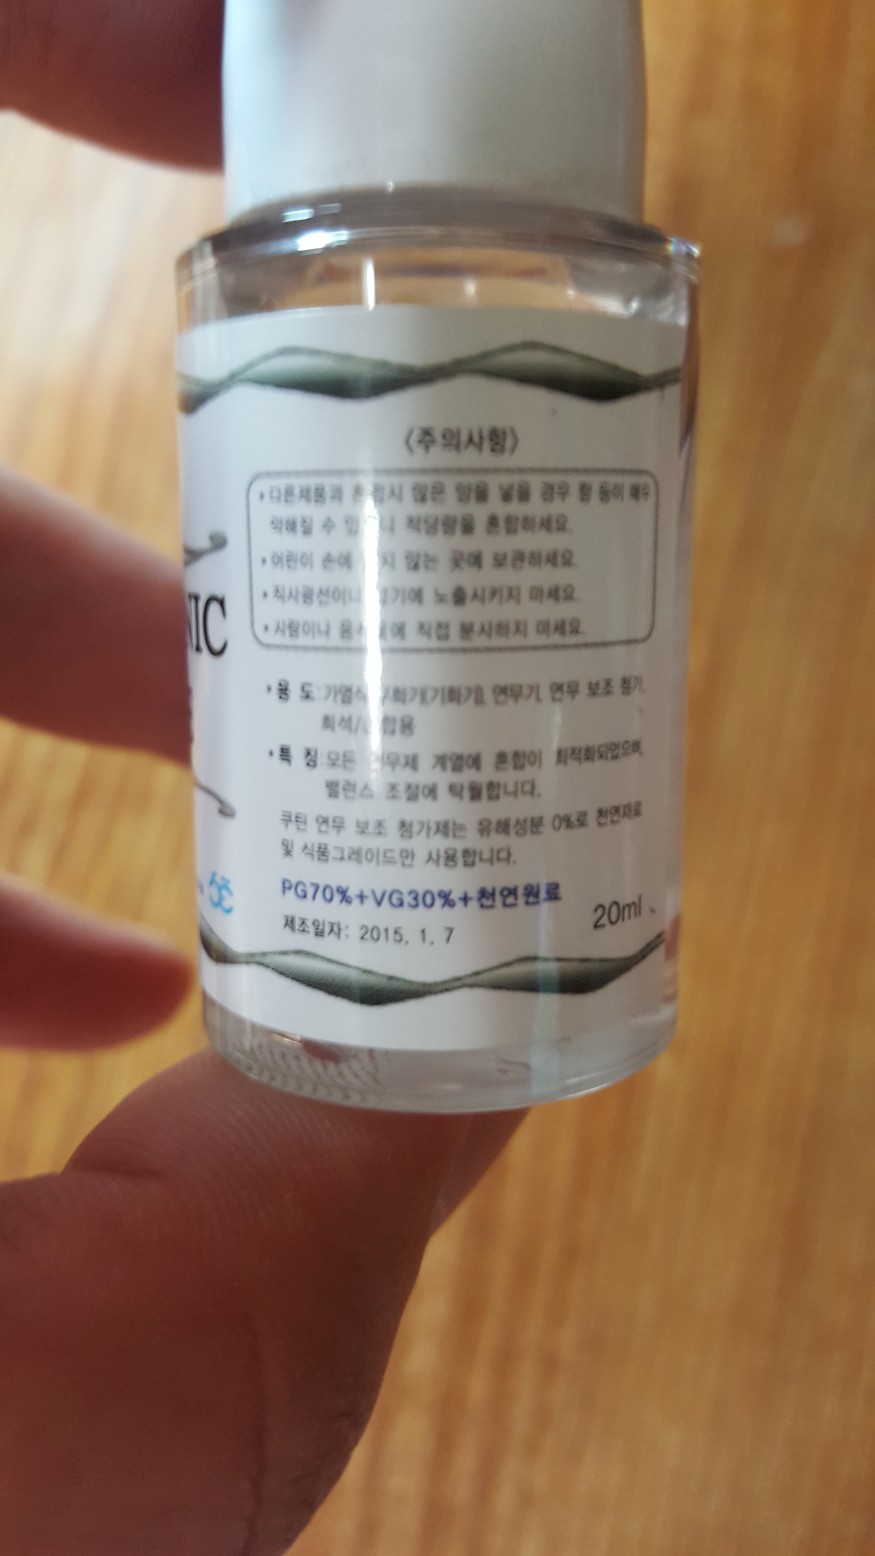 <주의사항>
• 다른제품과 혼합시 많은 양을 넣을 경우 향 등이 매우
약해질 수 있으니 적당량을 혼합하세요.
• 어린이 손에 닿지 않는 곳에 보관하세요.
• 직사광선이나 열기에 노출시키지 마세요.
• 사람이나 음식물에 직접 분사하지 마세요.
• 용 도:가열식 무화기(기화기), 연무기, 연무 보조 첨가,
희석/혼합용
• 특 징:모든 연무제 계열에 혼합이 최적화되었으며,
밸런스 조절에 탁월합니다.
쿠틴 연무 보조 첨가제는 유해성분 0%로 천연재료
및 식품그레이드만 사용합니다.
PG70%+VG30%+천연원료
제조일자: 2015. 1. 7
20ml
NIC